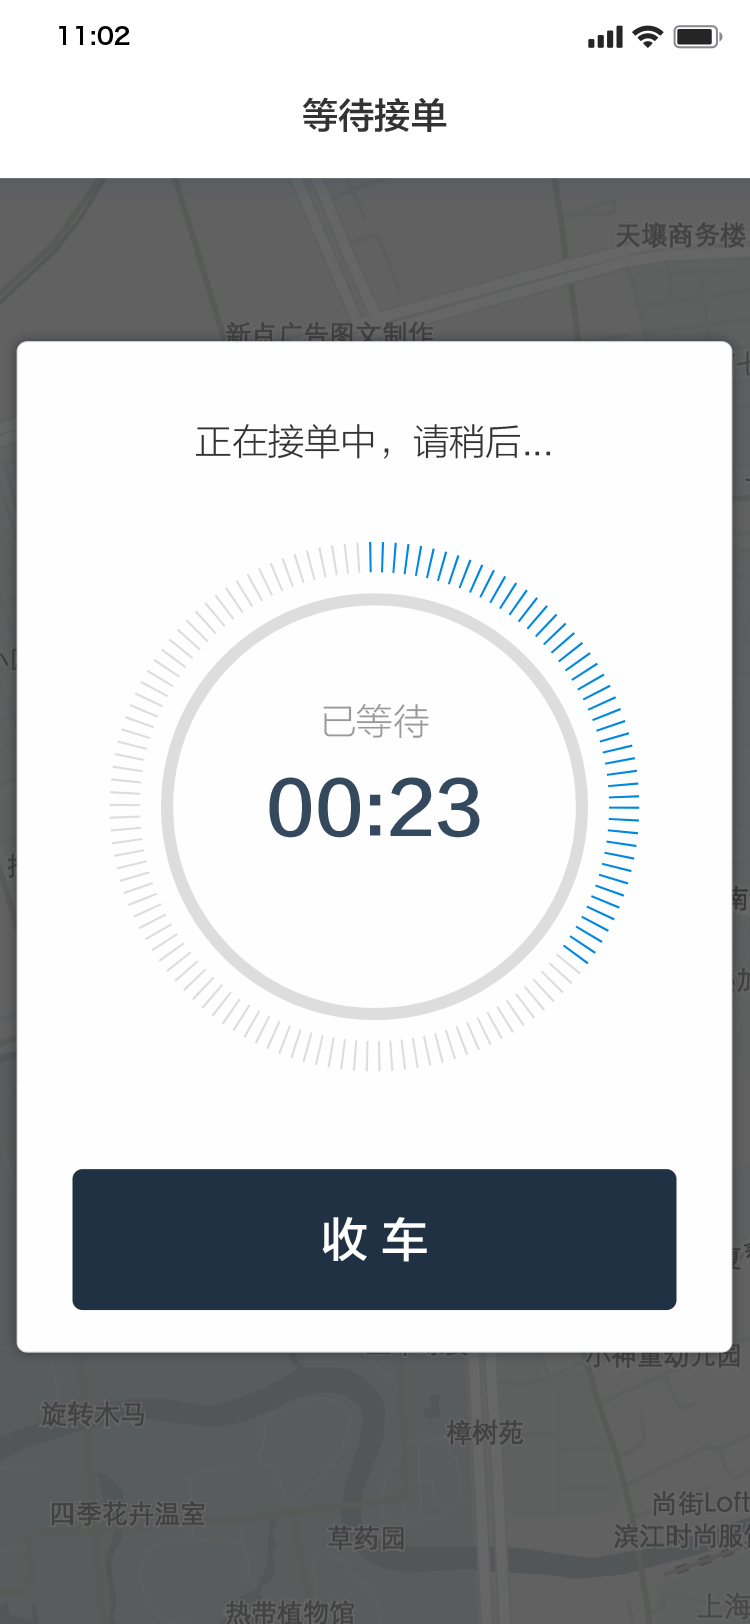 11:02
等待接单
天壤商务楼
新点广告图文制作
正在接单中，请稍后...
已等待
00:23
南
收 车
小神童幼儿园
旋转木马
樟树苑
尚街Loft
四季花卉温室
滨江时尚服
草药园
上海
热带植物馆